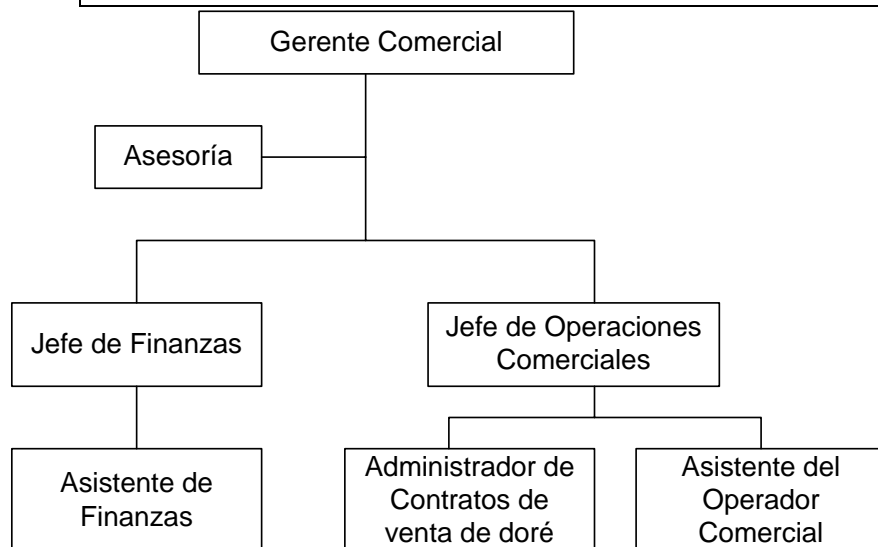 Gerente Comercial
Asesoría
Jefe de Finanzas
Jefe de Operaciones
Comerciales
Asistente de
Finanzas
Administrador de
Contratos de
venta de doré
Asistente del
Operador
Comercial